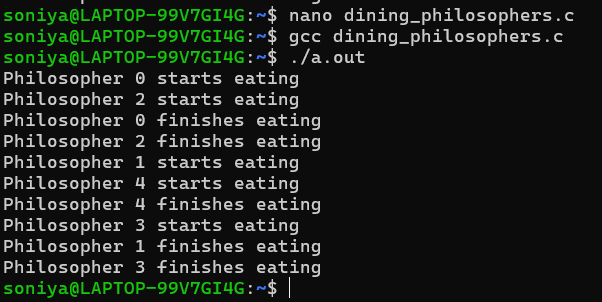 soniya@LAPTOP-99V7GI4G:~$ nano dining_philosophers.c
soniya@LAPTOP-99V7GI4G:~$ gcc dining_philosophers.c
soniya@LAPTOP-99V7GI4G:~$ ./a.out
Philosopher 0 starts eating
Philosopher 2 starts eating
Philosopher 0 finishes eating
Philosopher 2 finishes eating
Philosopher 1 starts eating
Philosopher 4 starts eating
Philosopher 4 finishes eating
Philosopher 3 starts eating
Philosopher 1 finishes eating
Philosopher 3 finishes eating
soniya@LAPTOP-99V7GI4G:~$